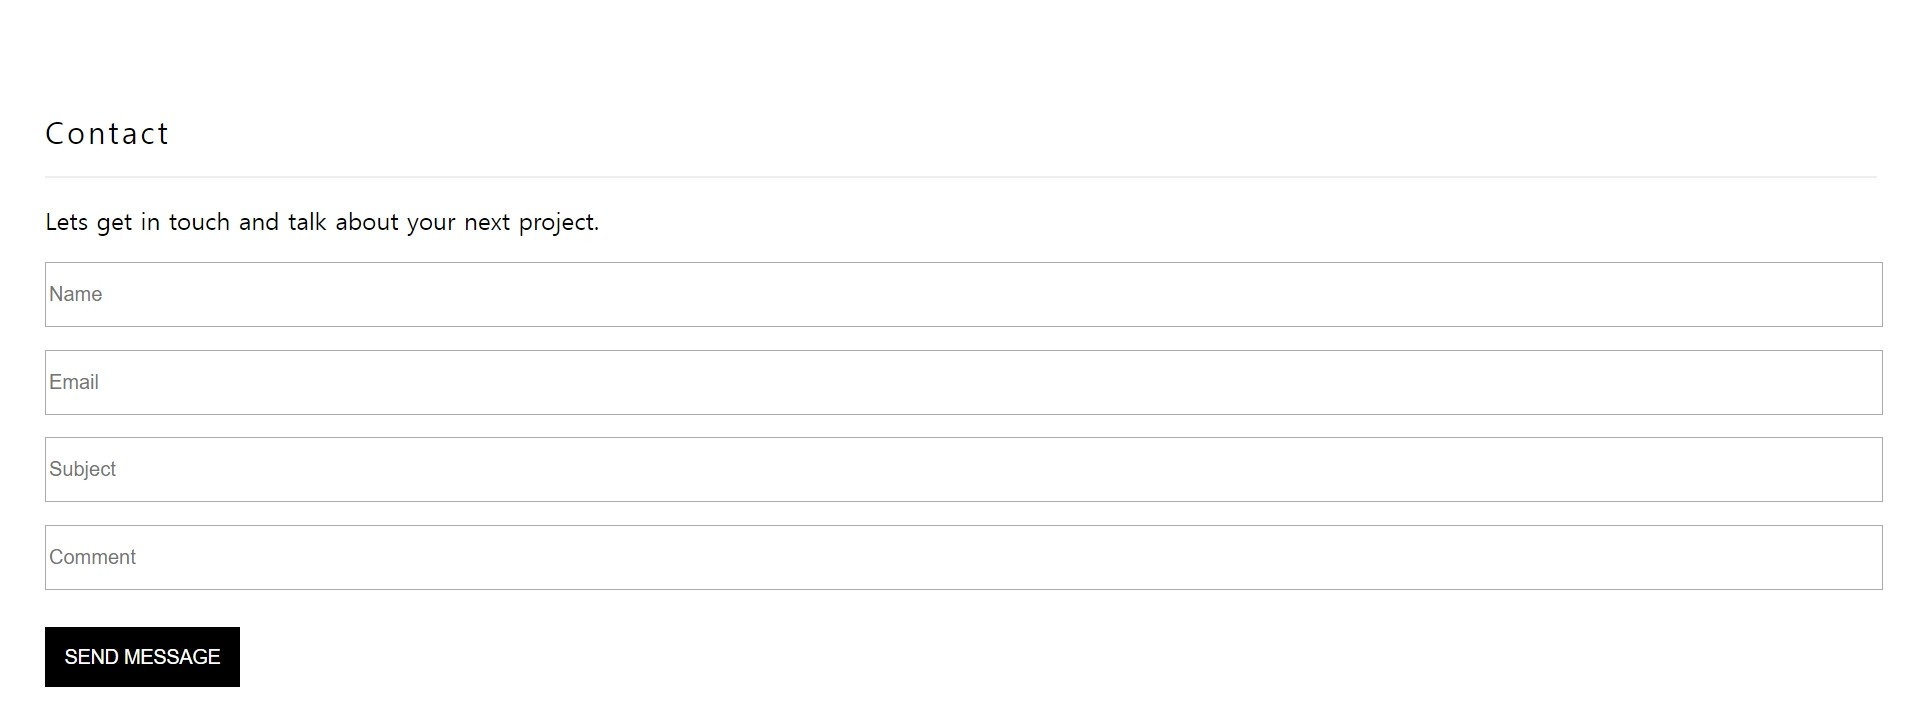 Contact
Lets get in touch and talk about your next project.
Name
Email
Subject
Comment
SEND MESSAGE